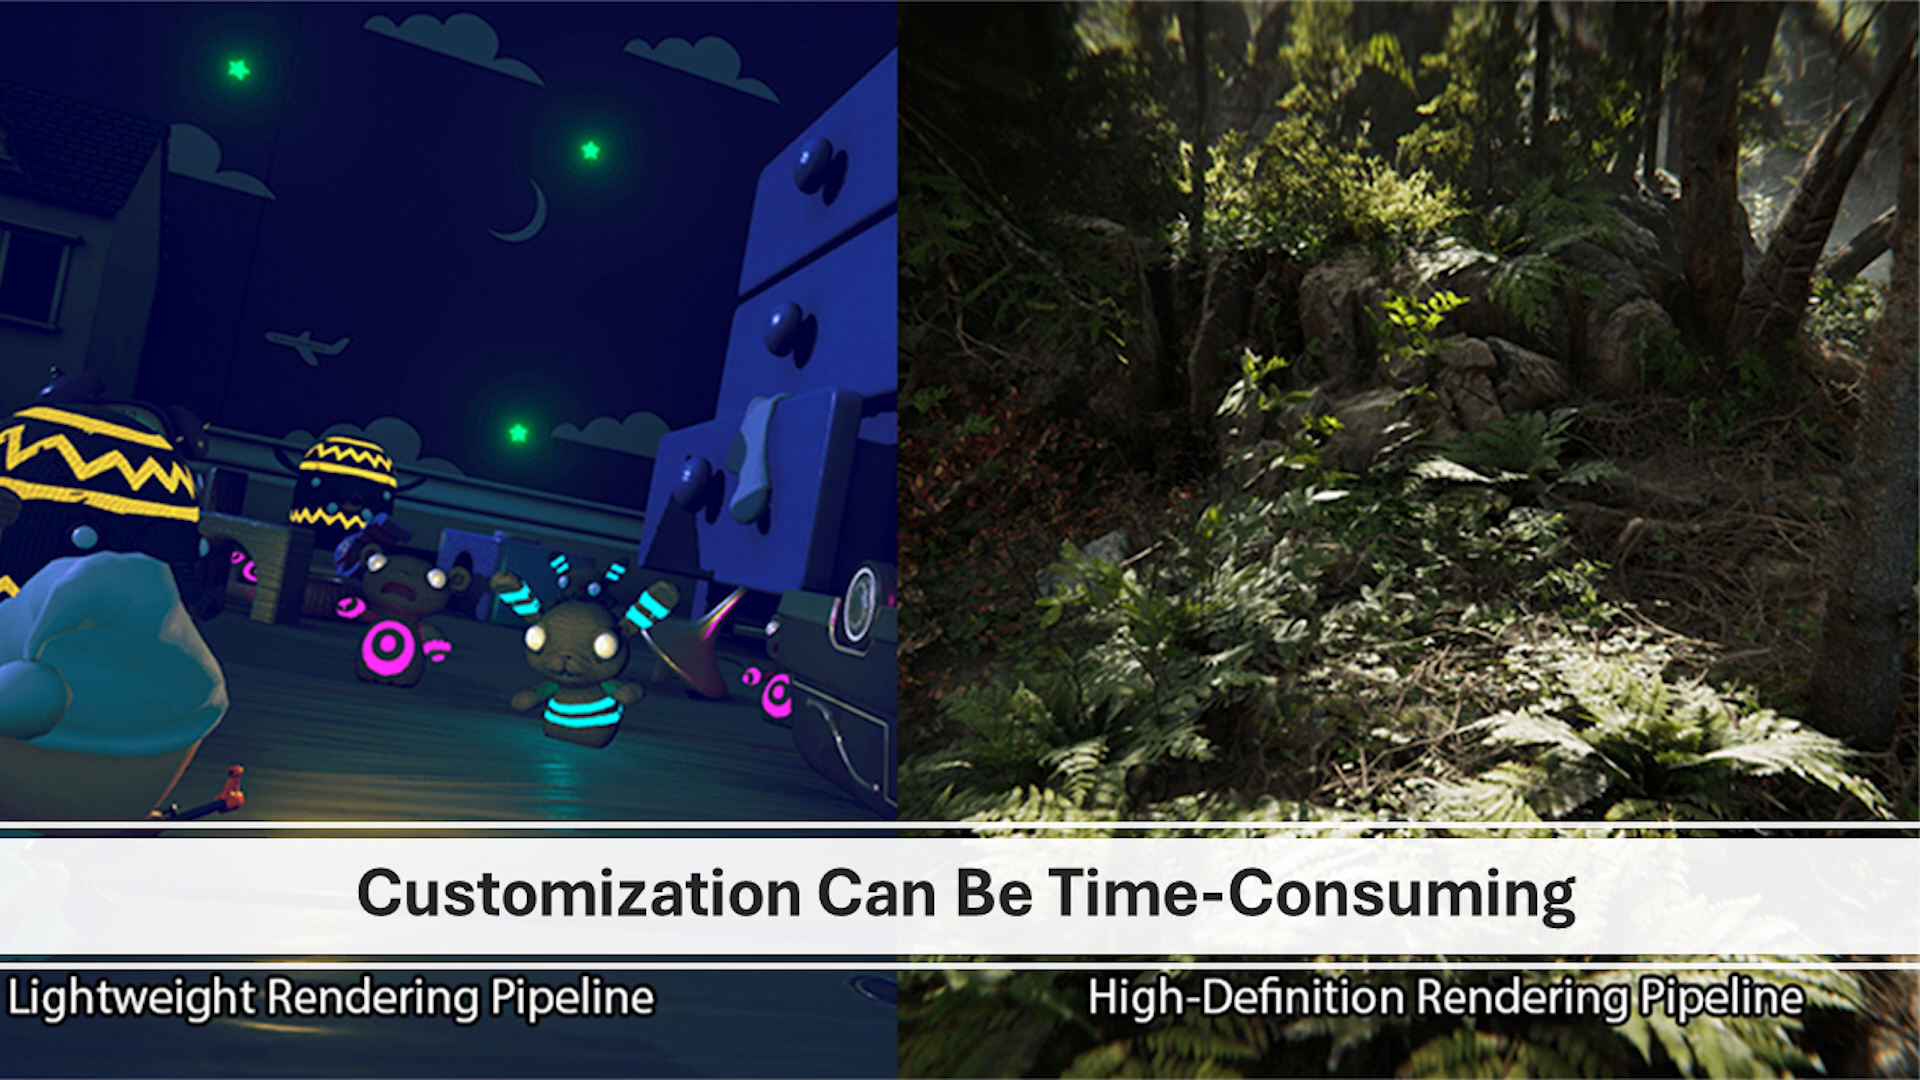 Customization Can Be Time-Consuming
Lightweight Rendering Pipeline
High-Definition Rendering Pipeline